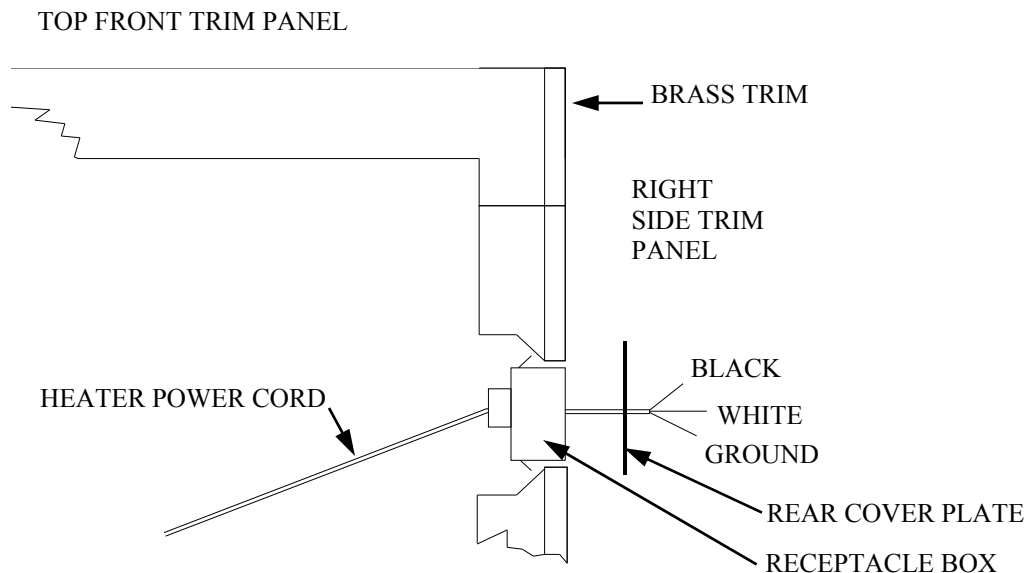 TOP FRONT TRIM PANEL
BRASS TRIM
RIGHT
SIDE TRIM
PANEL
BLACK
HEATER POWER CORD
WHITE
GROUND
REAR COVER PLATE
RECEPTACLE BOX